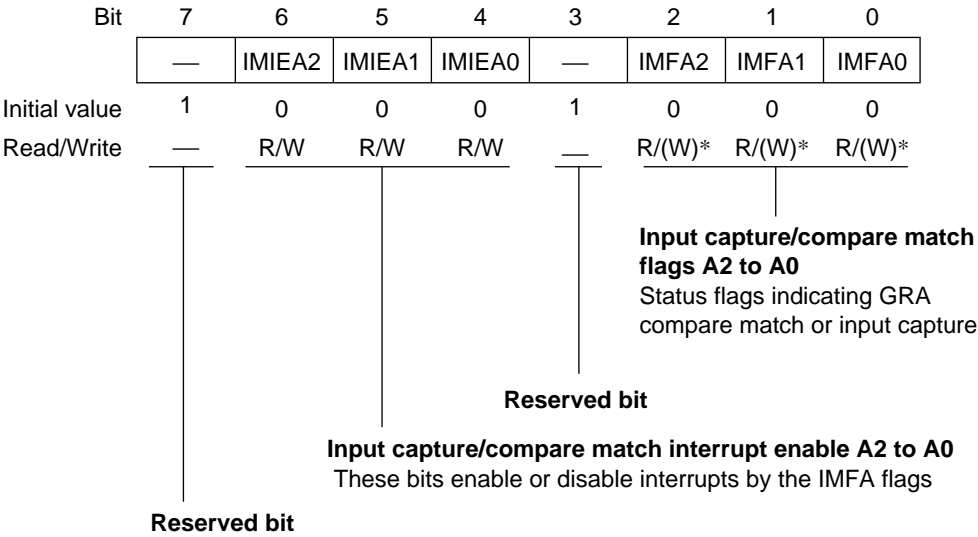 Bit 7 6 5 4 3 2 1 0
— IMIEA2 IMIEA1 IMIEA0 — IMFA2 IMFA1 IMFA0
Initial value 1 0 0 0 1 0 0 0
Read/Write — R/W R/W R/W — R/(W)* R/(W)* R/(W)*
Input capture/compare match
flags A2 to A0
Status flags indicating GRA
compare match or input capture
Reserved bit
Input capture/compare match interrupt enable A2 to A0
These bits enable or disable interrupts by the IMFA flags
Reserved bit